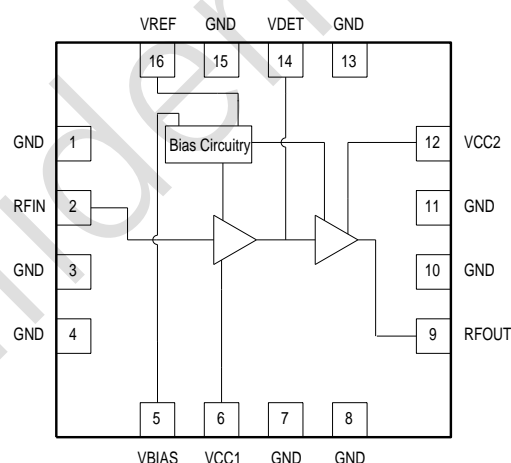 VREF GND VDET GND
16 15 14 13
GND 1 Bias Circuitry 12 VCC2
RFIN 2 11 GND
GND 3 10 GND
GND 4 9 RFOUT
5 6 7 8
VBIAS VCC1 GND GND